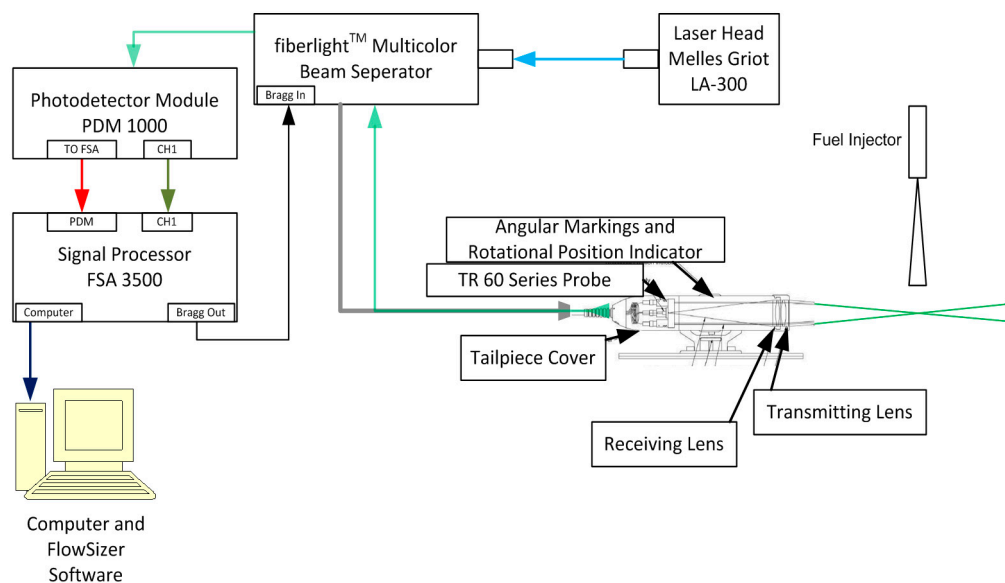 fiberlight™ Multicolor
Beam Seperator
Bragg In
Laser Head
Melles Griot
LA-300
Photodetector Module
PDM 1000
TO FSA
CH1
Fuel Injector
PDM
CH1
Signal Processor
FSA 3500
Computer
Bragg Out
Angular Markings and
Rotational Position Indicator
TR 60 Series Probe
Tailpiece Cover
Transmitting Lens
Receiving Lens
Computer and
FlowSizer
Software